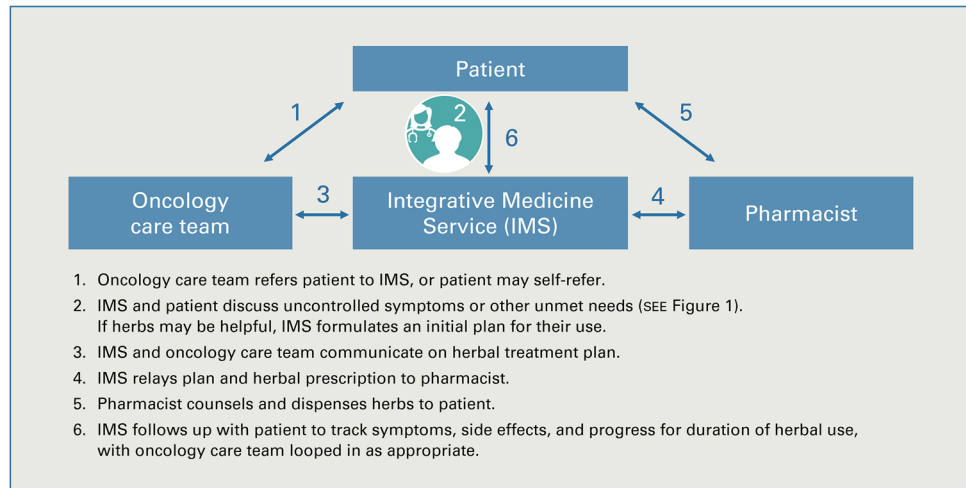 Patient
1
2
5
6
Oncology
care team
3
Integrative Medicine
Service (IMS)
4
Pharmacist
1. Oncology care team refers patient to IMS, or patient may self-refer.
2. IMS and patient discuss uncontrolled symptoms or other unmet needs (SEE Figure 1).
If herbs may be helpful, IMS formulates an initial plan for their use.
3. IMS and oncology care team communicate on herbal treatment plan.
4. IMS relays plan and herbal prescription to pharmacist.
5. Pharmacist counsels and dispenses herbs to patient.
6. IMS follows up with patient to track symptoms, side effects, and progress for duration of herbal use,
with oncology care team looped in as appropriate.